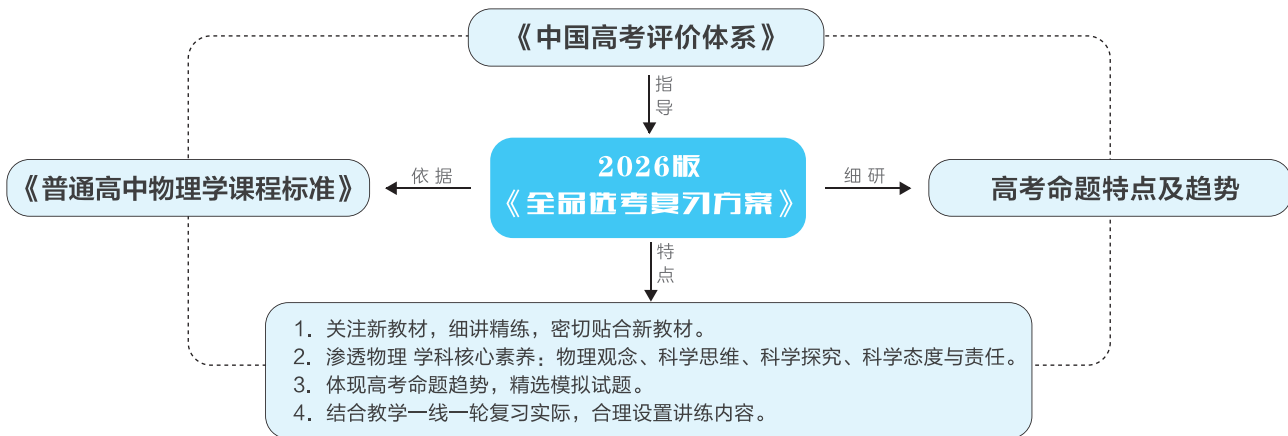 《中国高考评价体系》
指导
2026版
《全品选考复习方案》
《普通高中物理学课程标准》
依据
细研
高考命题特点及趋势
特点
1. 关注新教材，细讲精练，密切贴合新教材。
2. 渗透物理 学科核心素养：物理观念、科学思维、科学探究、科学态度与责任。
3. 体现高考命题趋势，精选模拟试题。
4. 结合教学一线一轮复习实际，合理设置讲练内容。